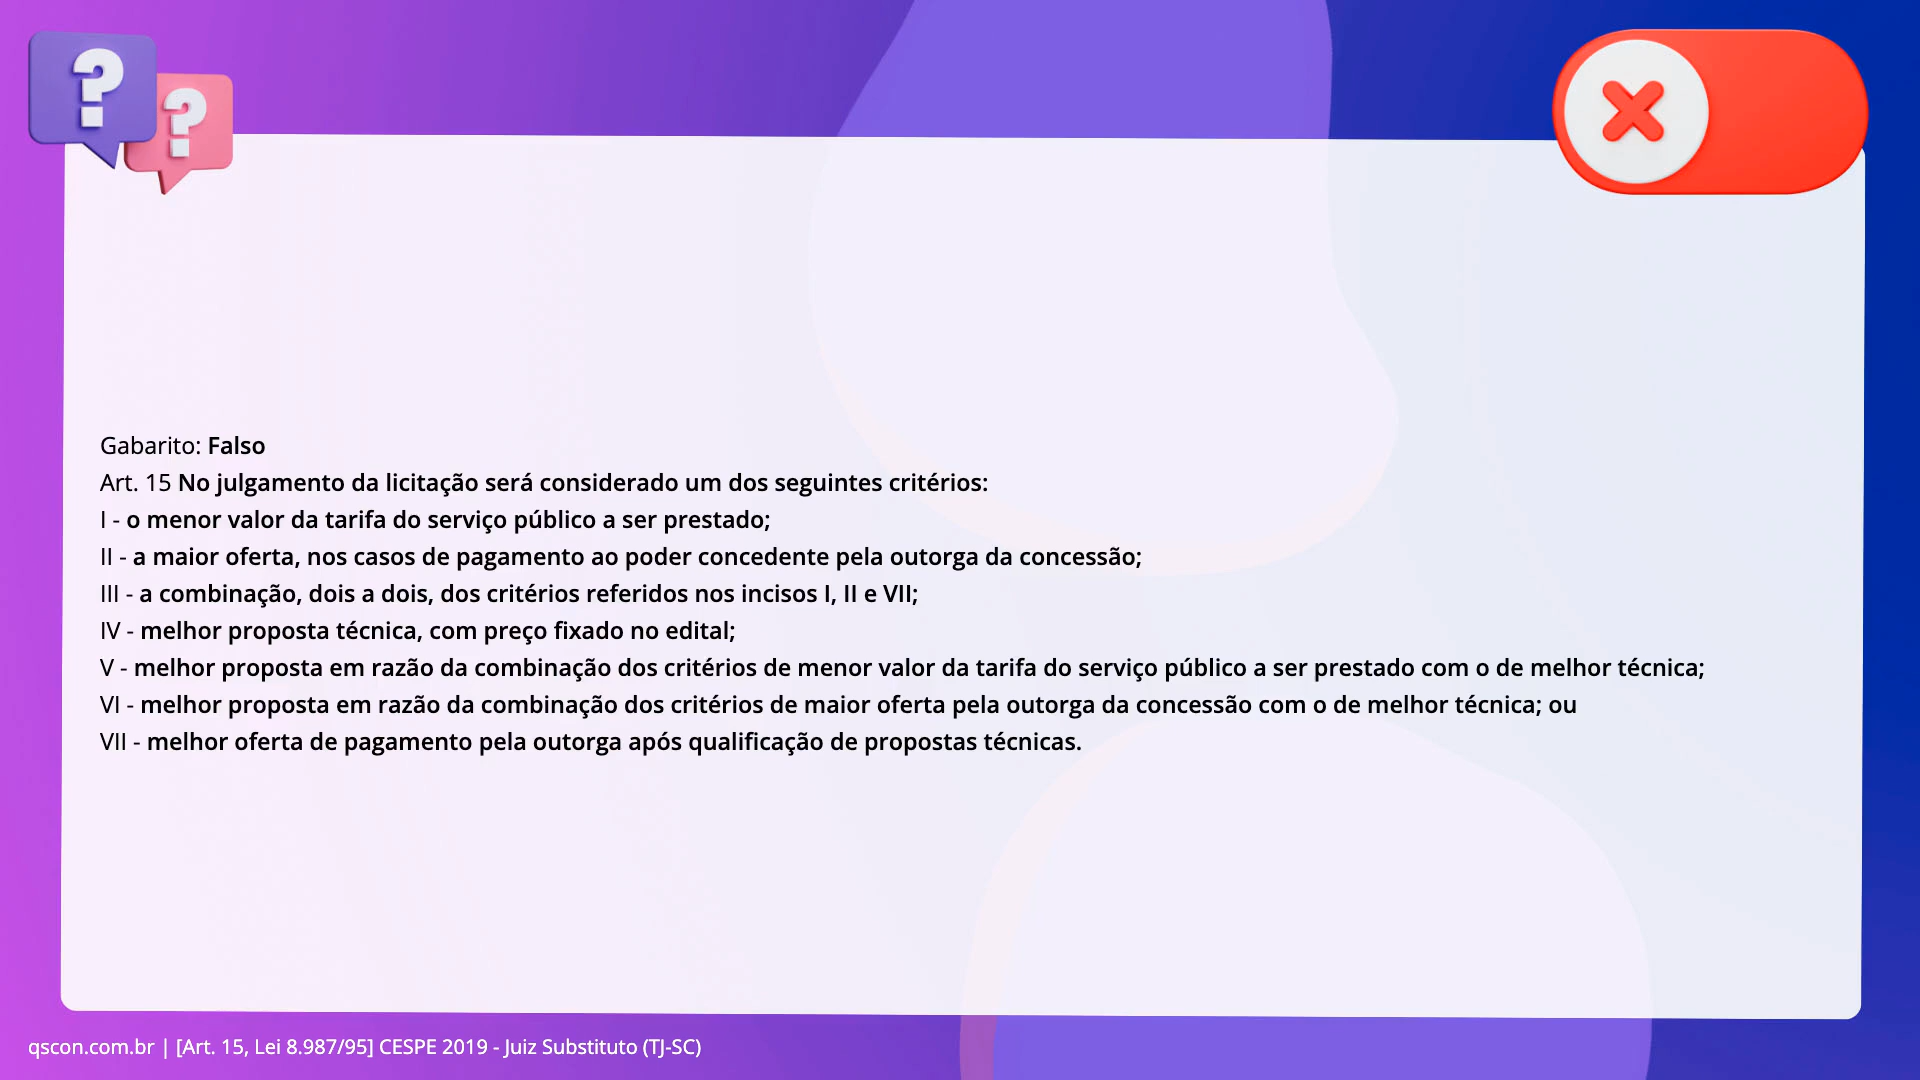 ? ?
Gabarito: Falso
Art. 15 No julgamento da licitação será considerado um dos seguintes critérios:
I - o menor valor da tarifa do serviço público a ser prestado;
II - a maior oferta, nos casos de pagamento ao poder concedente pela outorga da concessão;
III - a combinação, dois a dois, dos critérios referidos nos incisos I, II e VII;
IV - melhor proposta técnica, com preço fixado no edital;
V - melhor proposta em razão da combinação dos critérios de menor valor da tarifa do serviço público a ser prestado com o de melhor técnica;
VI - melhor proposta em razão da combinação dos critérios de maior oferta pela outorga da concessão com o de melhor técnica; ou
VII - melhor oferta de pagamento pela outorga após qualificação de propostas técnicas.
qscon.com.br | [Art. 15, Lei 8.987/95] CESPE 2019 - Juiz Substituto (TJ-SC)